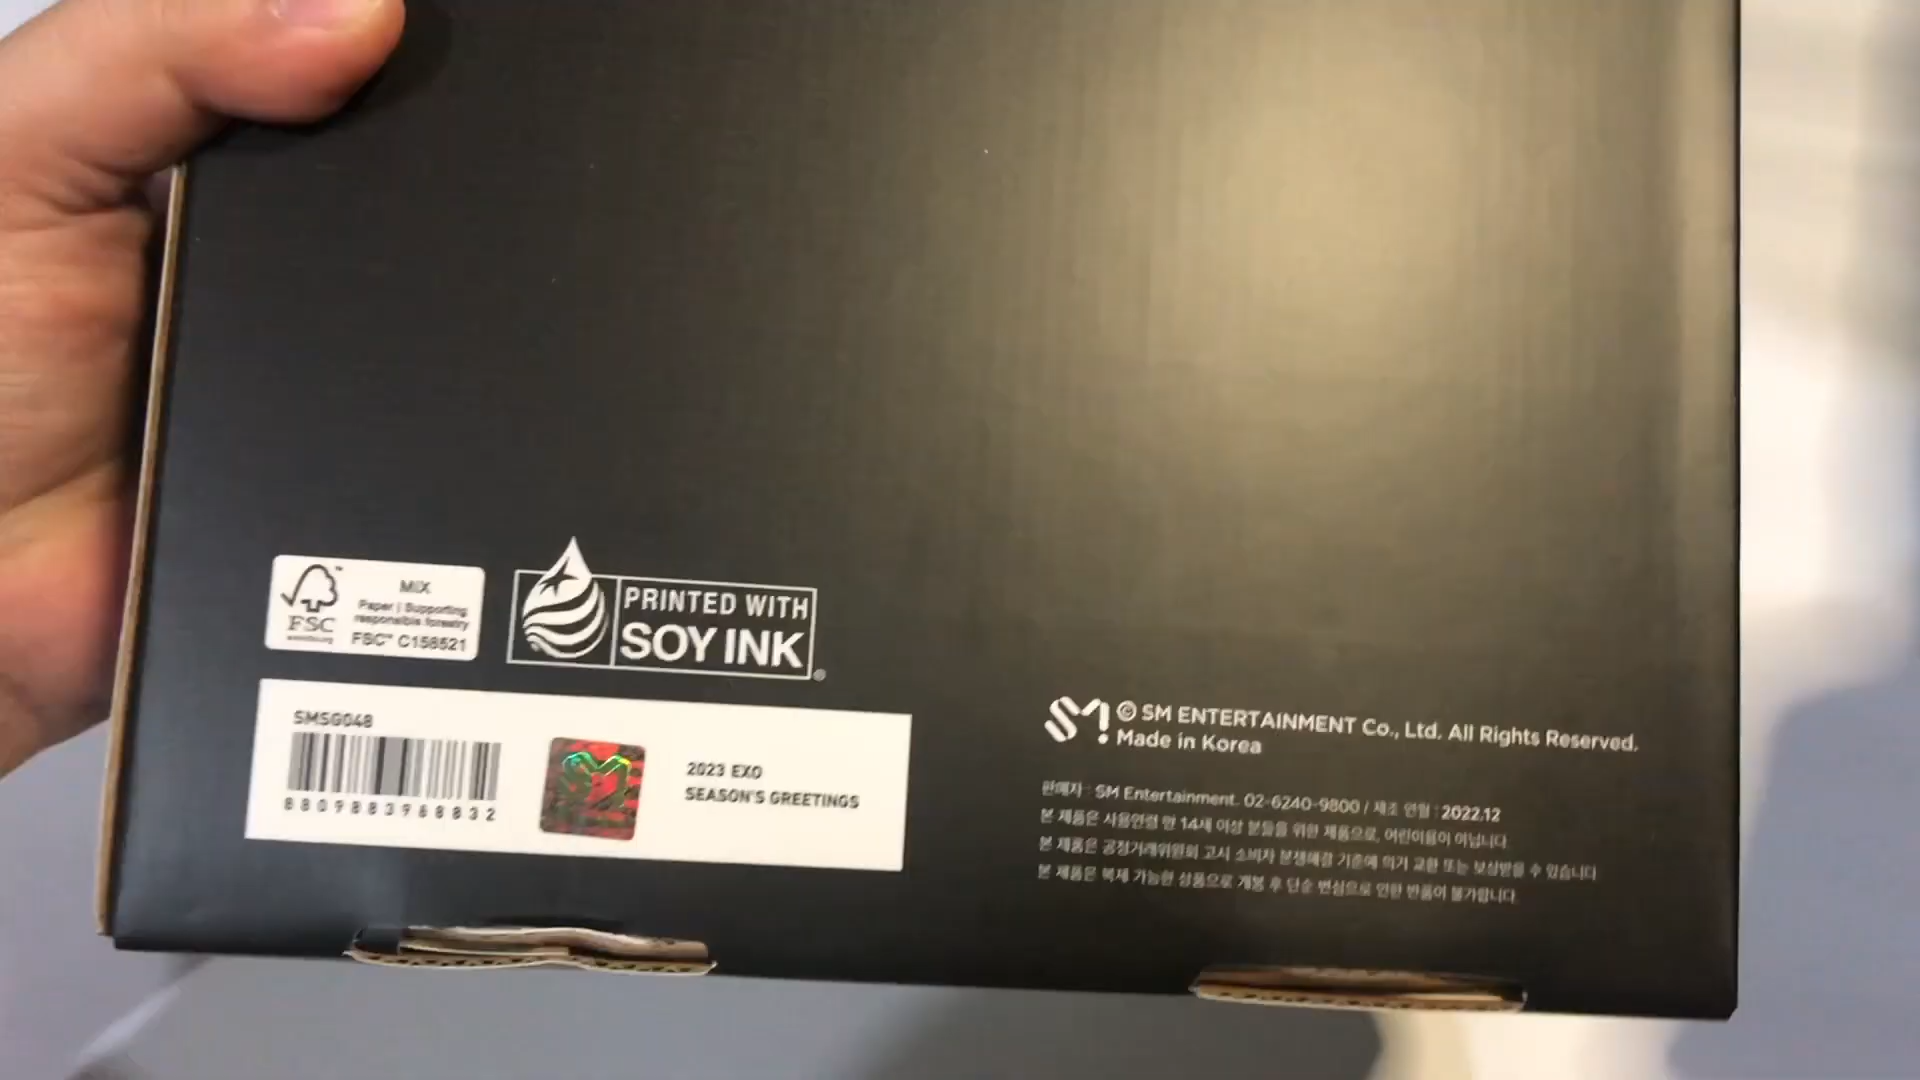 FSC
MIX
Paper | Supporting
responsible forestry
FSC™ C158521
PRINTED WITH
SOY INK
SMSG048
8809883968832
SM
2023 EXO
SEASON'S GREETINGS
SM
© SM ENTERTAINMENT Co., Ltd. All Rights Reserved.
Made in Korea
판매자 : SM Entertainment. 02-6240-9800 / 제조 연월 : 2022.12
본 제품은 사용연령 만 14세 이상 분들을 위한 제품으로, 어린이용이 아닙니다.
본 제품은 공정거래위원회 고시 소비자 분쟁해결 기준에 의거 교환 또는 보상받을 수 있습니다.
본 제품은 복제 가능한 상품으로 개봉 후 단순 변심으로 인한 반품이 불가합니다.